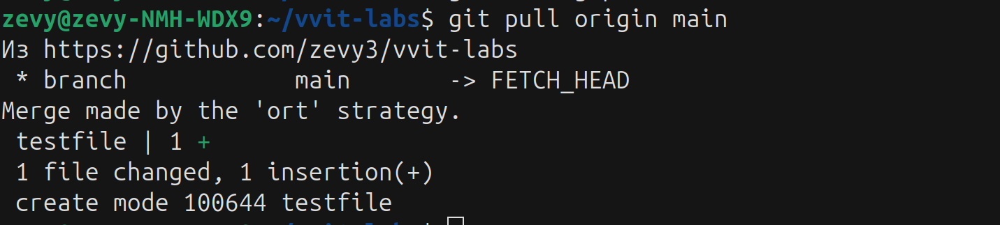 zevy@zevy-NMH-WDX9:~/vvit-labs$ git pull origin main
Из https://github.com/zevy3/vvit-labs
 * branch            main       -> FETCH_HEAD
Merge made by the 'ort' strategy.
 testfile | 1 +
 1 file changed, 1 insertion(+)
 create mode 100644 testfile